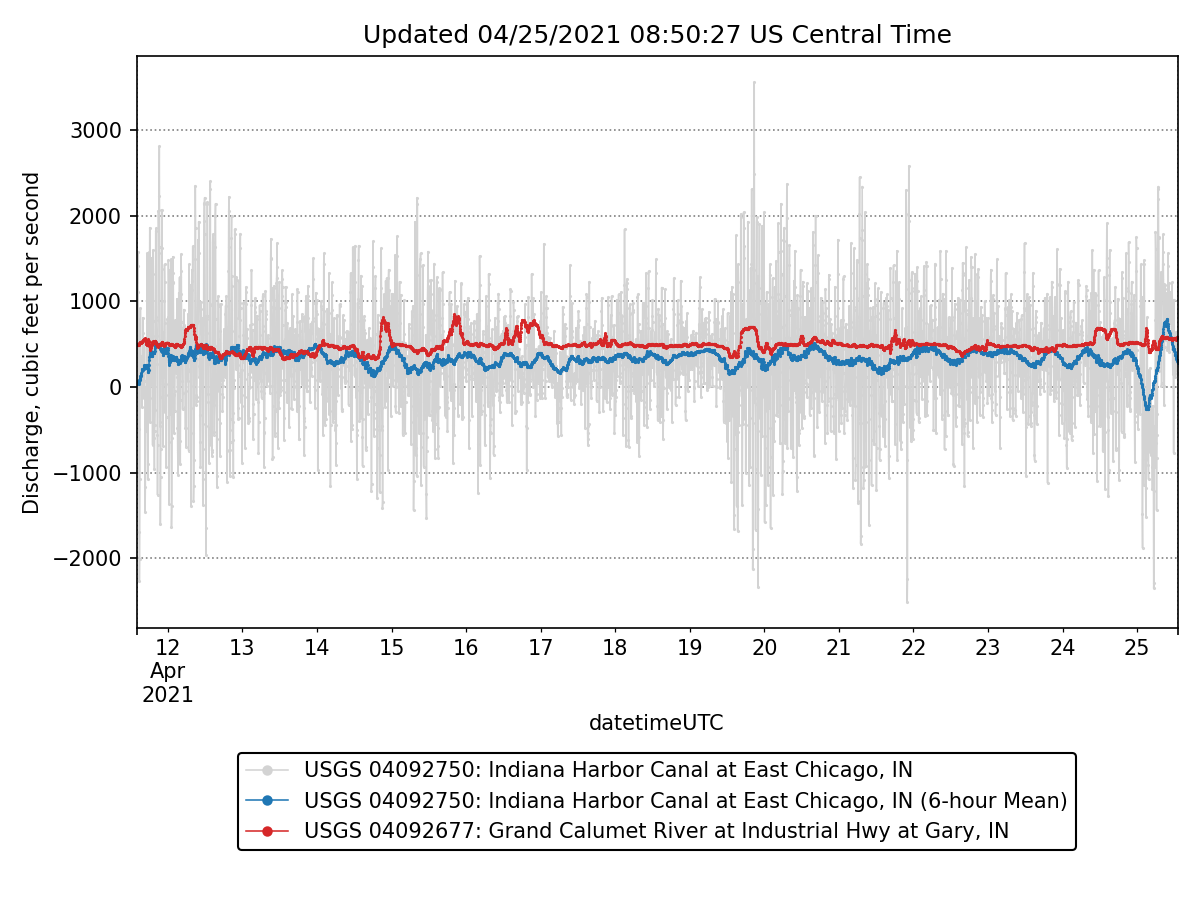 Updated 04/25/2021 08:50:27 US Central Time
Discharge, cubic feet per second
3000
2000
1000
0
−1000
−2000
12 13 14 15 16 17 18 19 20 21 22 23 24 25
Apr
2021
datetimeUTC
USGS 04092750: Indiana Harbor Canal at East Chicago, IN
USGS 04092750: Indiana Harbor Canal at East Chicago, IN (6-hour Mean)
USGS 04092677: Grand Calumet River at Industrial Hwy at Gary, IN